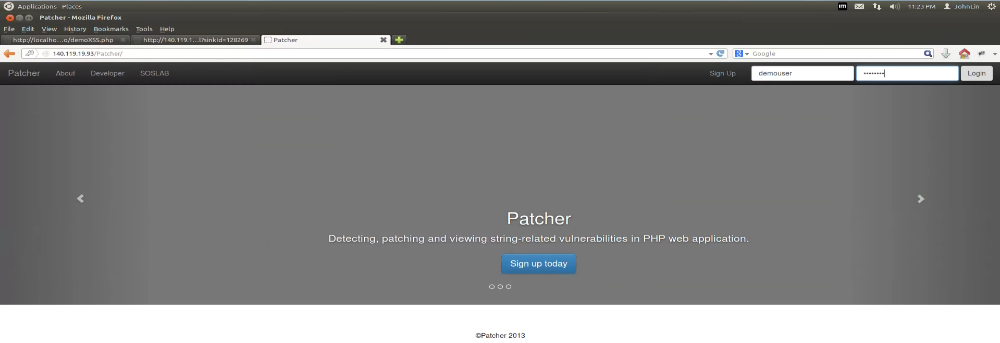 Applications Places
11:23 PM JohnLin
Patcher - Mozilla Firefox
File Edit View History Bookmarks Tools Help
http://localho...o/demoXSS.php http://140.119.1...l?sinkId=128269 Patcher
140.119.19.93/Patcher/ Google
Patcher About Developer SOSLAB Sign Up demouser •••••••• Login
Patcher
Detecting, patching and viewing string-related vulnerabilities in PHP web application.
Sign up today
©Patcher 2013